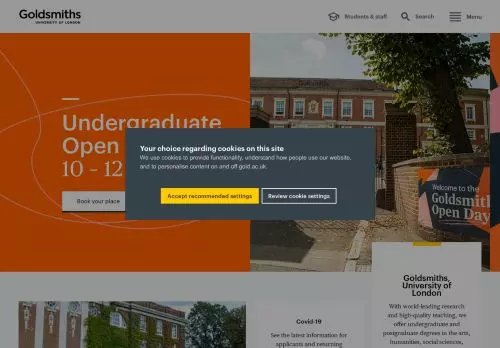 Goldsmiths
UNIVERSITY OF LONDON
Students & staff
Search
Menu
Undergraduate
Open
10 - 12
Book your place
Goldsmiths
Your choice regarding cookies on this site
We use cookies to provide functionality, understand how people use our website,
and to personalise content on and off gold.ac.uk.
Accept recommended settings
Review cookie settings
Welcome to the
Goldsmiths
Open Day
Goldsmiths,
University of
London
With world-leading research
and high-quality teaching, we
offer undergraduate and
postgraduate degrees in the arts,
humanities, social sciences,
Covid-19
See the latest information for
applicants and returning